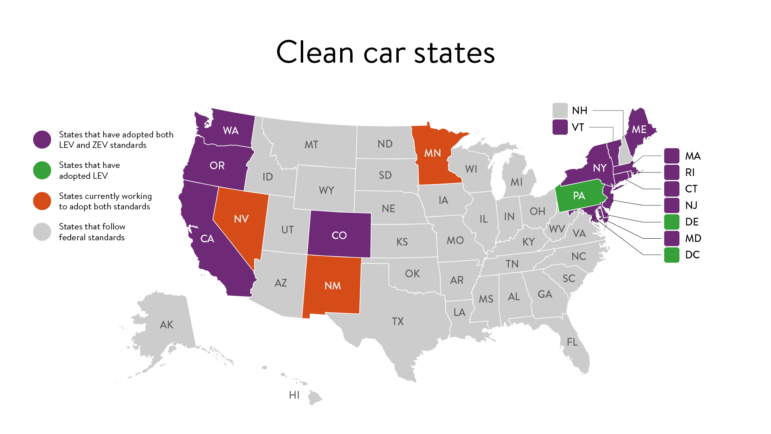 Clean car states
States that have adopted both
LEV and ZEV standards
States that have
adopted LEV
States currently working
to adopt both standards
States that follow
federal standards
NH
VT
ME
WA
MT
ND
MN
OR
ID
SD
WI
MI
NY
MA
RI
CT
NJ
DE
MD
DC
WY
IA
PA
NV
NE
IL
IN
OH
UT
CO
WV
VA
CA
KS
MO
KY
NC
AZ
NM
OK
AR
TN
SC
MS
AL
GA
TX
LA
AK
FL
HI